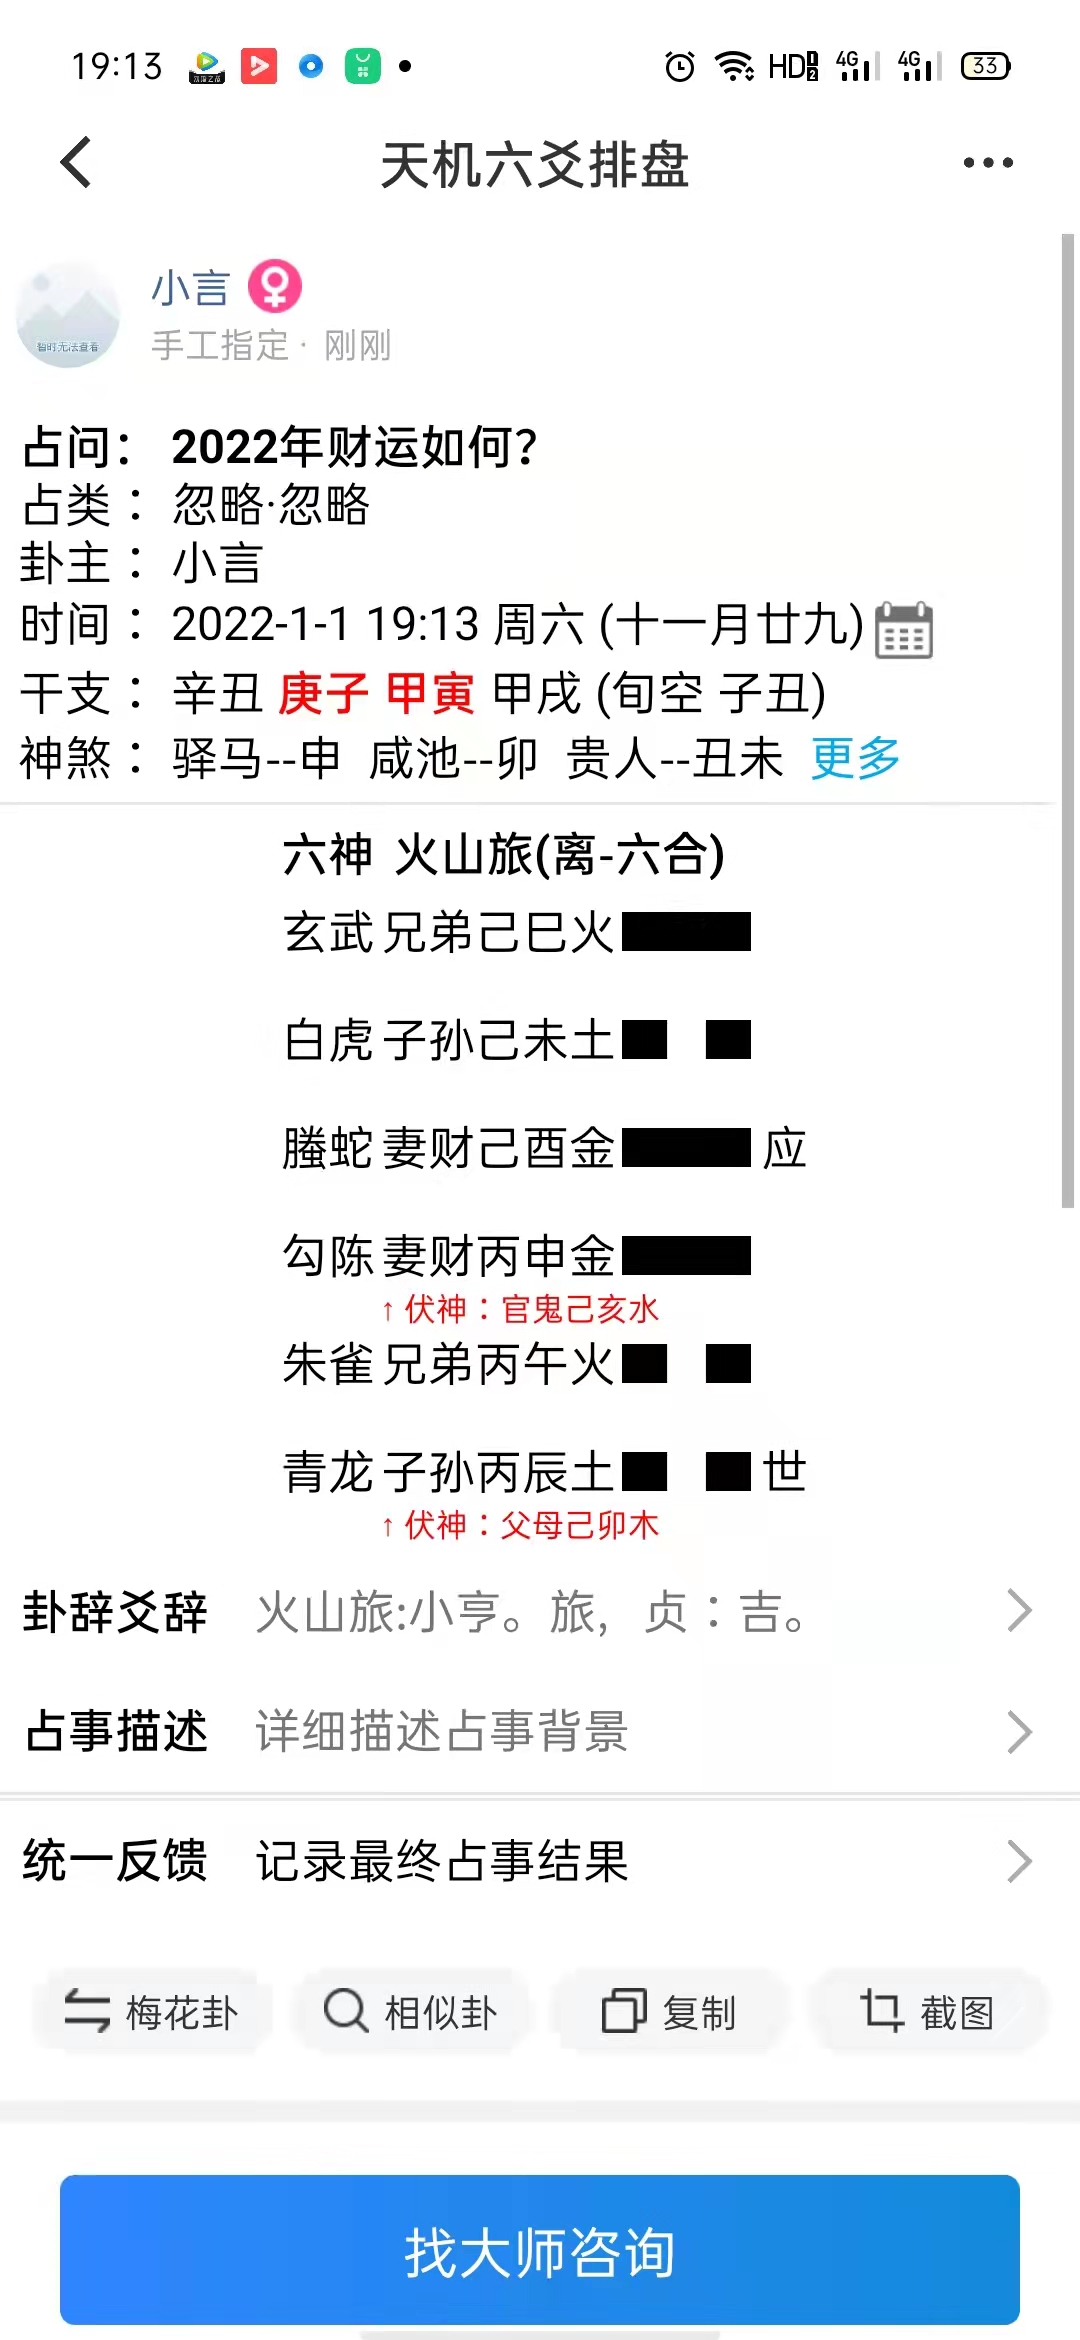 19:13 HD 1 2 4G 4G 33
天机六爻排盘
小言
暂时无法查看
手工指定 · 刚刚
占问： 2022年财运如何?
占类： 忽略·忽略
卦主： 小言
时间： 2022-1-1 19:13 周六 (十一月廿九)
干支： 辛丑 庚子 甲寅 甲戌 (旬空 子丑)
神煞： 驿马--申 咸池--卯 贵人--丑未 更多
六神 火山旅(离-六合)
玄武 兄弟己巳火
白虎 子孙己未土
螣蛇 妻财己酉金 应
勾陈 妻财丙申金
↑ 伏神：官鬼己亥水
朱雀 兄弟丙午火
青龙 子孙丙辰土 世
↑ 伏神：父母己卯木
卦辞爻辞 火山旅:小亨。旅，贞：吉。
占事描述 详细描述占事背景
统一反馈 记录最终占事结果
梅花卦 相似卦 复制 截图
找大师咨询